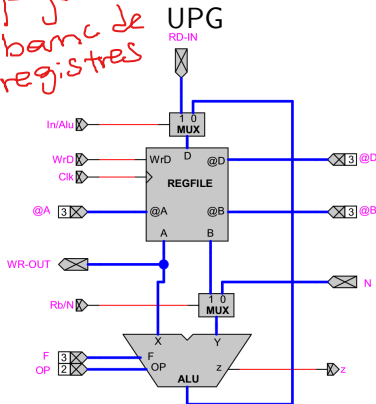 banc de
registres
UPG
RD-IN
1 0
MUX
In/Alu
WrD
Clk
@A
3
WrD
D
@D
REGFILE
@A
@B
A
B
3
@D
3
@B
WR-OUT
N
Rb/N
1 0
MUX
X
Y
F
3
F
OP
2
OP
z
ALU
z